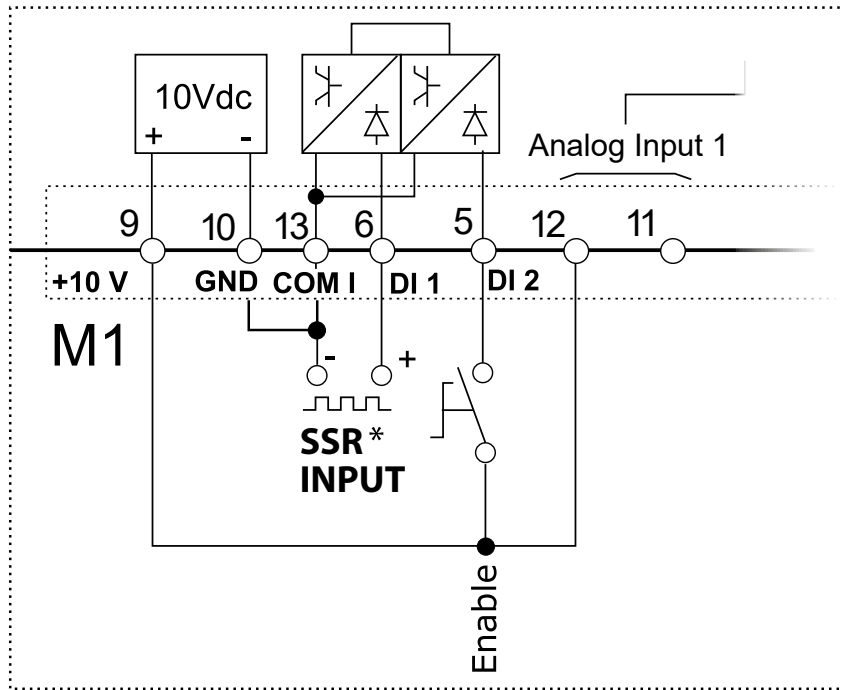 10Vdc
+ -
Analog Input 1
9 10 13 6 5 12 11
+10 V GND COM I DI 1 DI 2
M1
- +
SSR*
INPUT
Enable